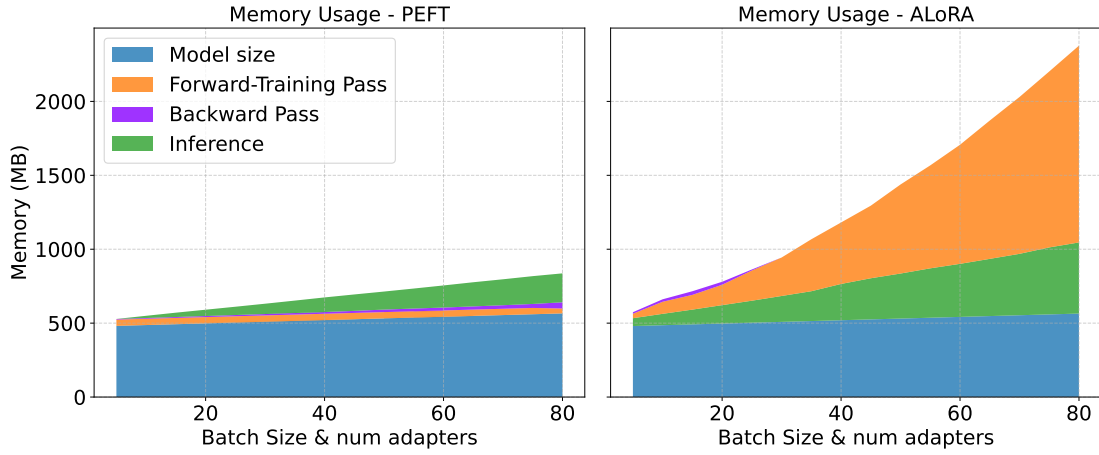 Memory Usage - PEFT
Memory Usage - ALoRA
Model size
Forward-Training Pass
Backward Pass
Inference
Memory (MB)
2000
1500
1000
500
0
20
40
60
80
20
40
60
80
Batch Size & num adapters
Batch Size & num adapters